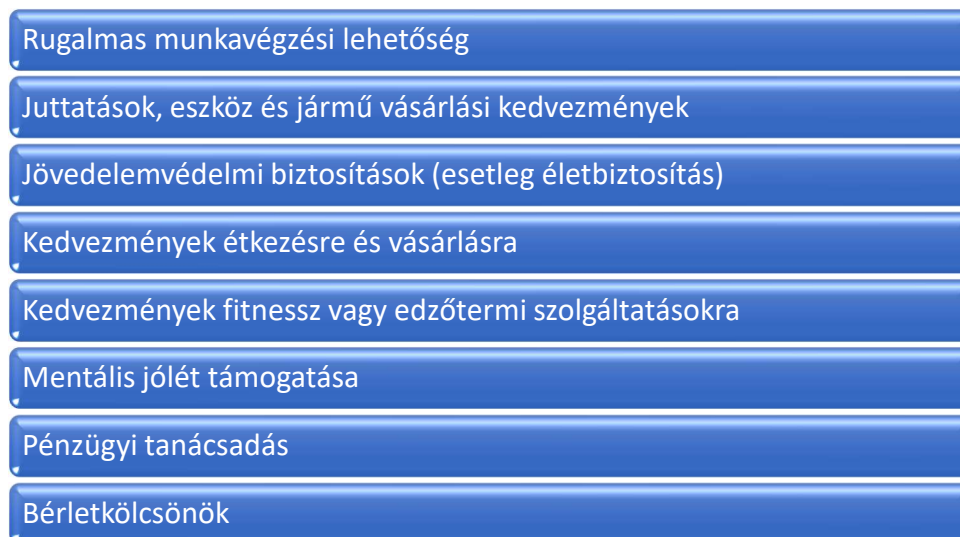 Rugalmas munkavégzési lehetőség
Juttatások, eszköz és jármű vásárlási kedvezmények
Jövedelemvédelmi biztosítások (esetleg életbiztosítás)
Kedvezmények étkezésre és vásárlásra
Kedvezmények fitnessz vagy edzőtermi szolgáltatásokra
Mentális jólét támogatása
Pénzügyi tanácsadás
Bérletkölcsönök